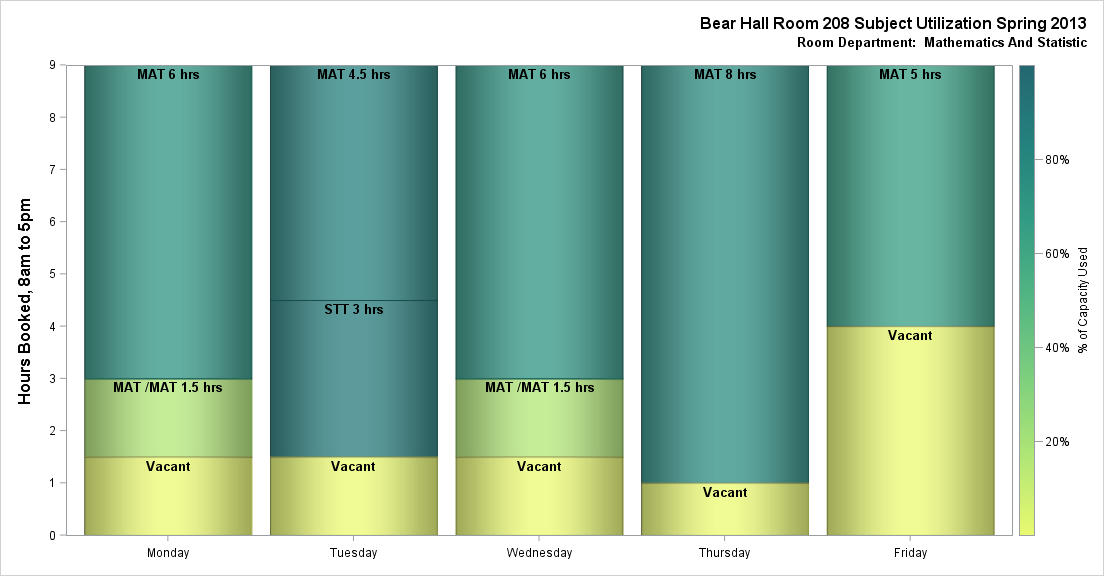 Bear Hall Room 208 Subject Utilization Spring 2013
Room Department:  Mathematics And Statistic
Hours Booked, 8am to 5pm
9
8
7
6
5
4
3
2
1
0
MAT 6 hrs
MAT /MAT 1.5 hrs
Vacant
MAT 4.5 hrs
STT 3 hrs
Vacant
MAT 6 hrs
MAT /MAT 1.5 hrs
Vacant
MAT 8 hrs
Vacant
MAT 5 hrs
Vacant
Monday
Tuesday
Wednesday
Thursday
Friday
80%
60%
40%
20%
% of Capacity Used